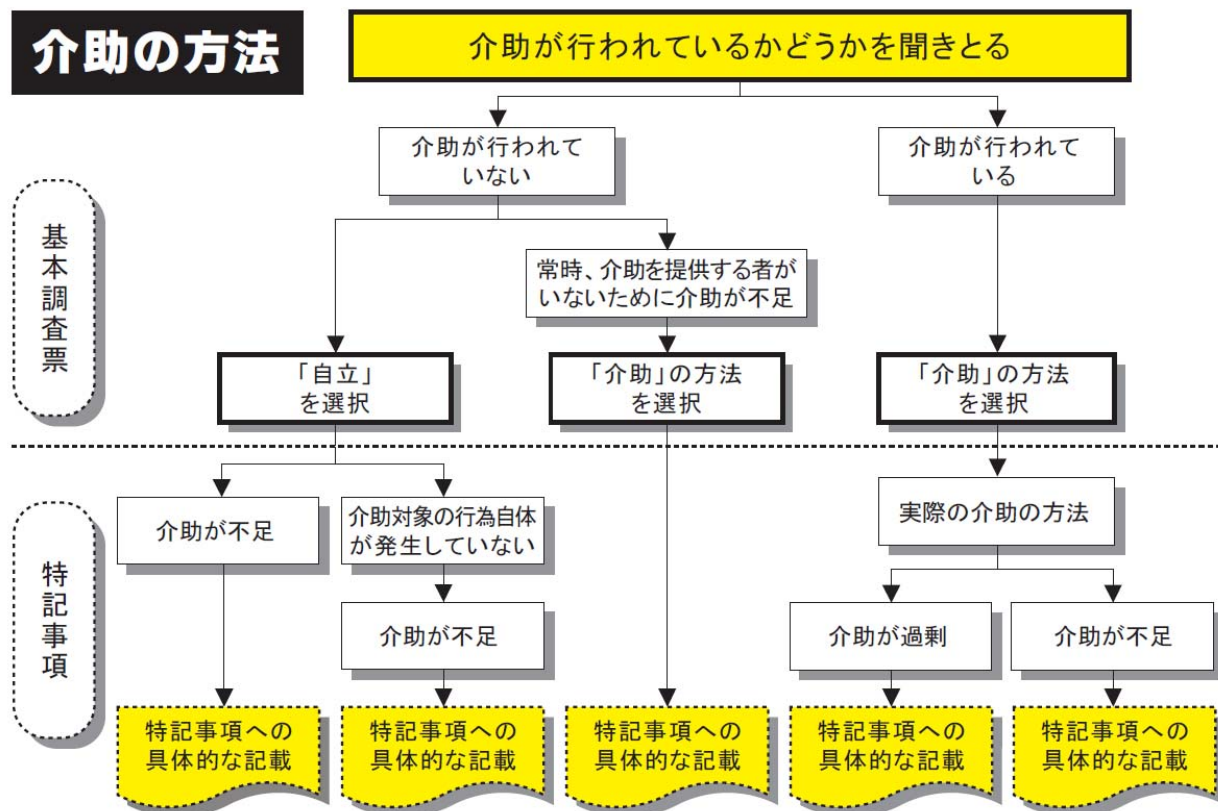 介助の方法
介助が行われているかどうかを聞きとる
介助が行われて
いない
介助が行われて
いる
基本調査票
常時、介助を提供する者が
いないために介助が不足
「自立」
を選択
「介助」の方法
を選択
「介助」の方法
を選択
特記事項
介助が不足
介助対象の行為自体
が発生していない
実際の介助の方法
介助が不足
介助が過剰
介助が不足
特記事項への
具体的な記載
特記事項への
具体的な記載
特記事項への
具体的な記載
特記事項への
具体的な記載
特記事項への
具体的な記載